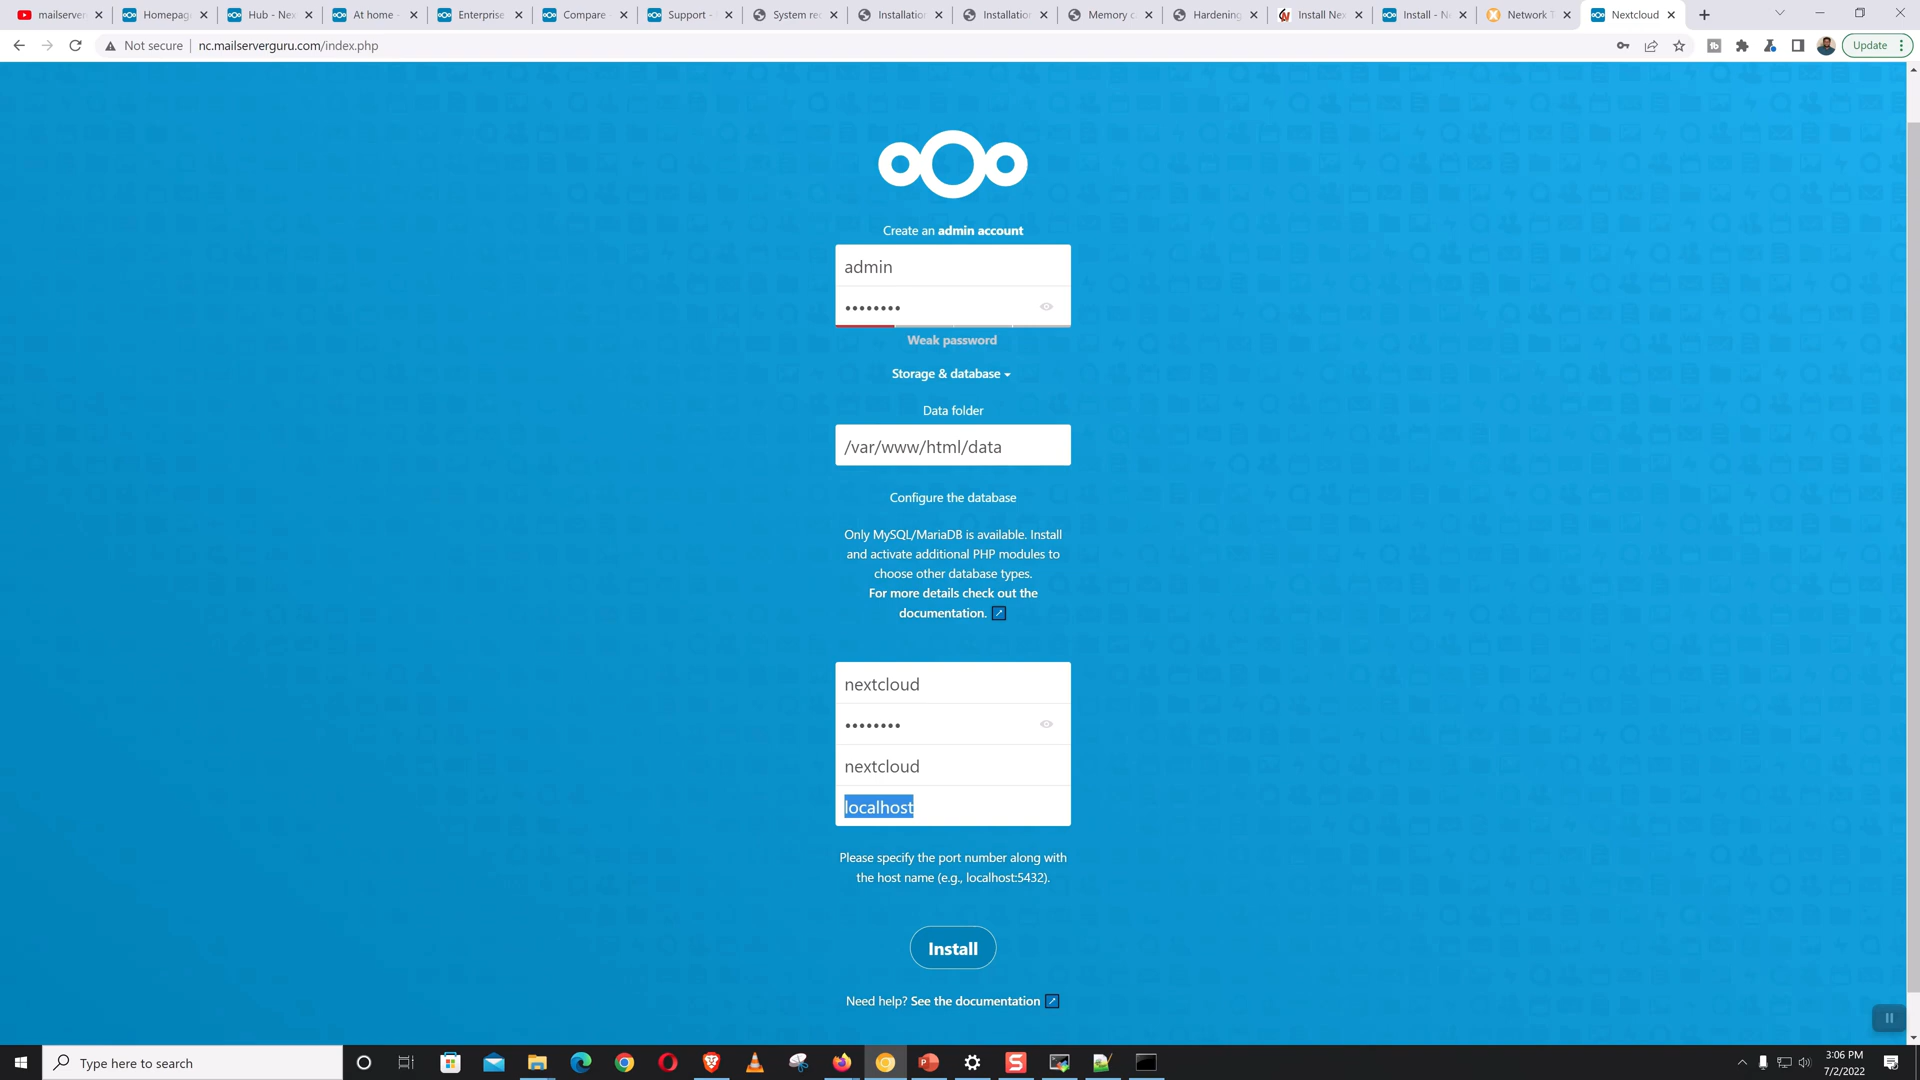 mailserver
Homepag
Hub - Nex
At home -
Enterprise
Compare -
Support -
System rec
Installation
Installation
Memory c
Hardening
Install Nex
Install - N
Network T
Nextcloud
Not secure
nc.mailserverguru.com/index.php
Update
Create an admin account
admin
••••••••
Weak password
Storage & database
Data folder
/var/www/html/data
Configure the database
Only MySQL/MariaDB is available. Install
and activate additional PHP modules to
choose other database types.
For more details check out the
documentation.
nextcloud
••••••••
nextcloud
localhost
Please specify the port number along with
the host name (e.g., localhost:5432).
Install
Need help? See the documentation
Type here to search
3:06 PM
7/2/2022